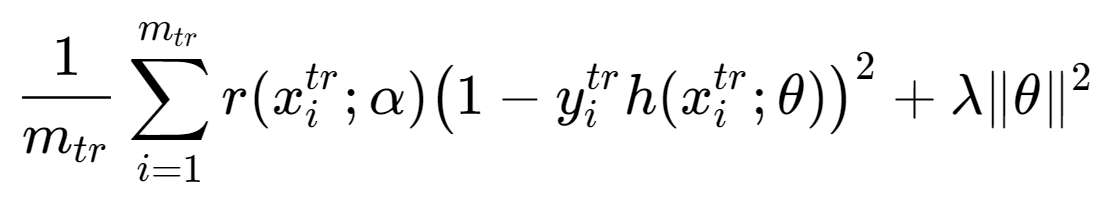 \frac{1}{m_{tr}} \sum_{i=1}^{m_{tr}} r(x_i^{tr}; \alpha) \big(1 - y_i^{tr} h(x_i^{tr}; \theta)\big)^2 + \lambda \|\theta\|^2